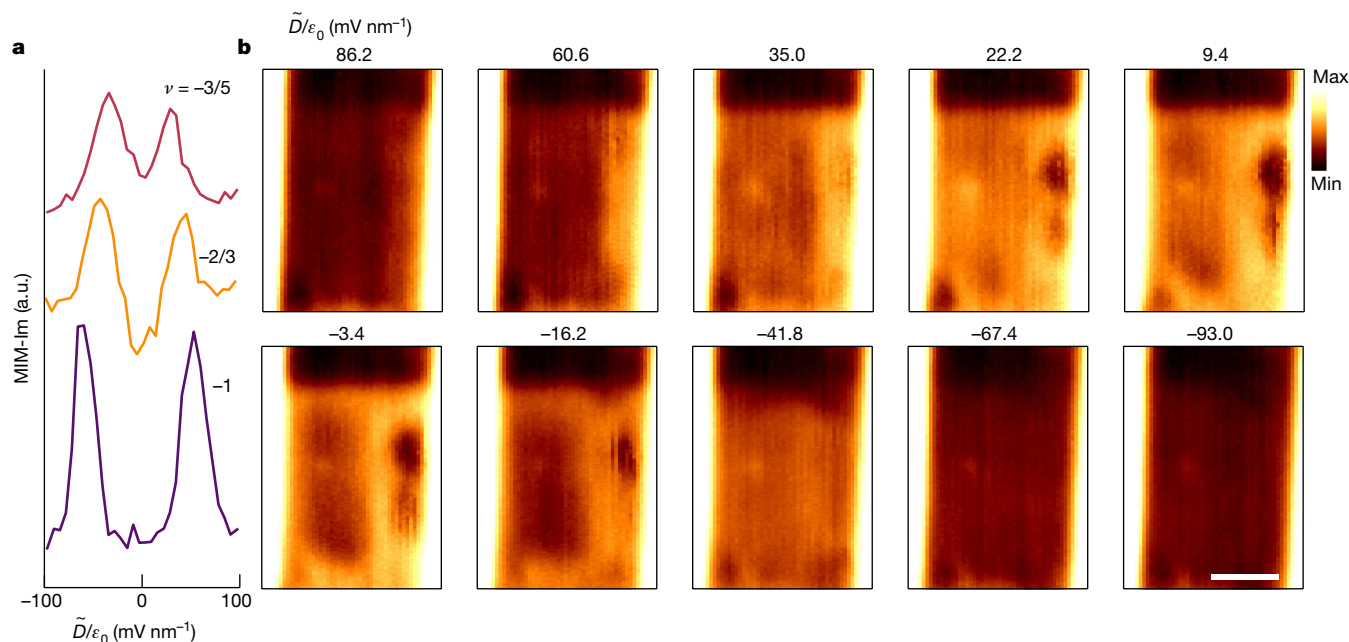 a
b
D̃/ε₀ (mV nm⁻¹)
86.2 60.6 35.0 22.2 9.4
ν = −3/5
−2/3
−1
MIM-Im (a.u.)
Max
Min
−3.4 −16.2 −41.8 −67.4 −93.0
−100 0 100
D̃/ε₀ (mV nm⁻¹)